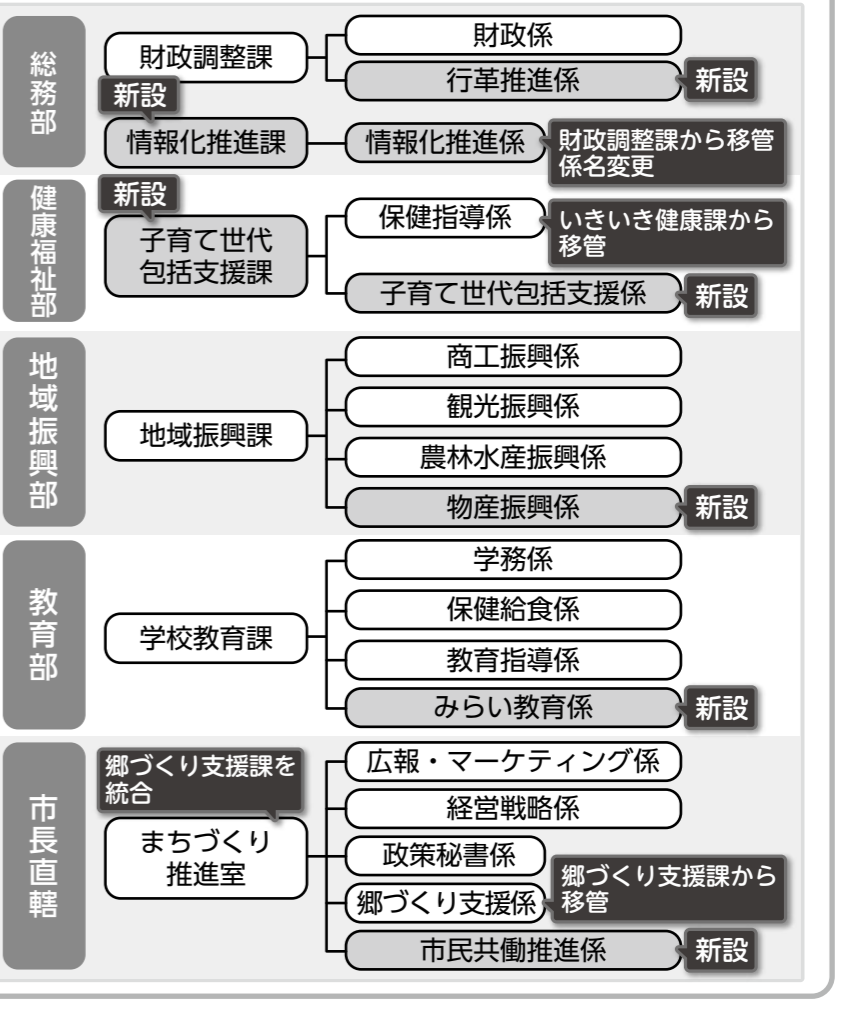 総務部
財政調整課
財政係
行革推進係
新設
新設
情報化推進課
情報化推進係
財政調整課から移管
係名変更
健康福祉部
新設
子育て世代
包括支援課
保健指導係
いきいき健康課から
移管
子育て世代包括支援係
新設
地域振興部
地域振興課
商工振興係
観光振興係
農林水産振興係
物産振興係
新設
教育部
学校教育課
学務係
保健給食係
教育指導係
みらい教育係
新設
市長直轄
郷づくり支援課を
統合
まちづくり
推進室
広報・マーケティング係
経営戦略係
政策秘書係
郷づくり支援係
郷づくり支援課から
移管
市民共働推進係
新設